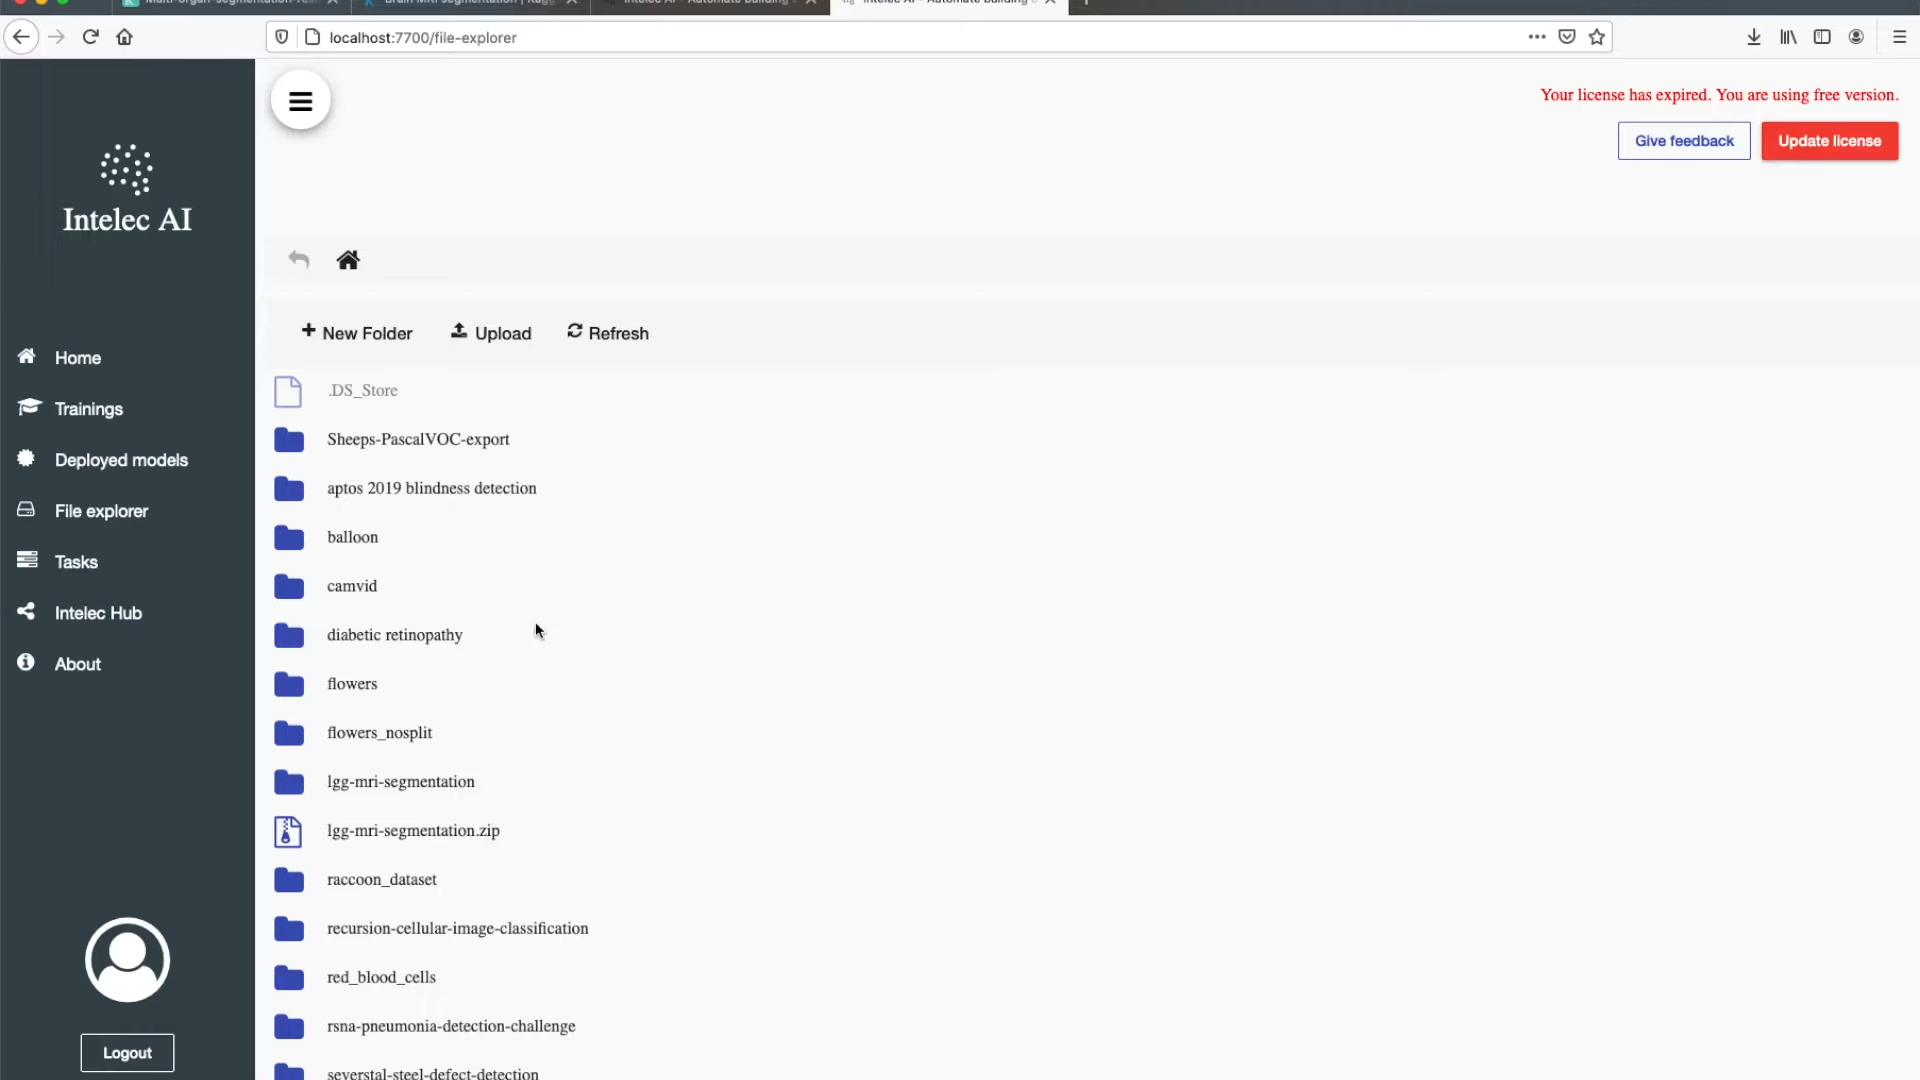 localhost:7700/file-explorer
Your license has expired. You are using free version.
Give feedback
Update license
Intelec AI
New Folder
Upload
Refresh
Home
Trainings
Deployed models
File explorer
Tasks
Intelec Hub
About
Logout
.DS_Store
Sheeps-PascalVOC-export
aptos 2019 blindness detection
balloon
camvid
diabetic retinopathy
flowers
flowers_nosplit
lgg-mri-segmentation
lgg-mri-segmentation.zip
raccoon_dataset
recursion-cellular-image-classification
red_blood_cells
rsna-pneumonia-detection-challenge
severstal-steel-defect-detection